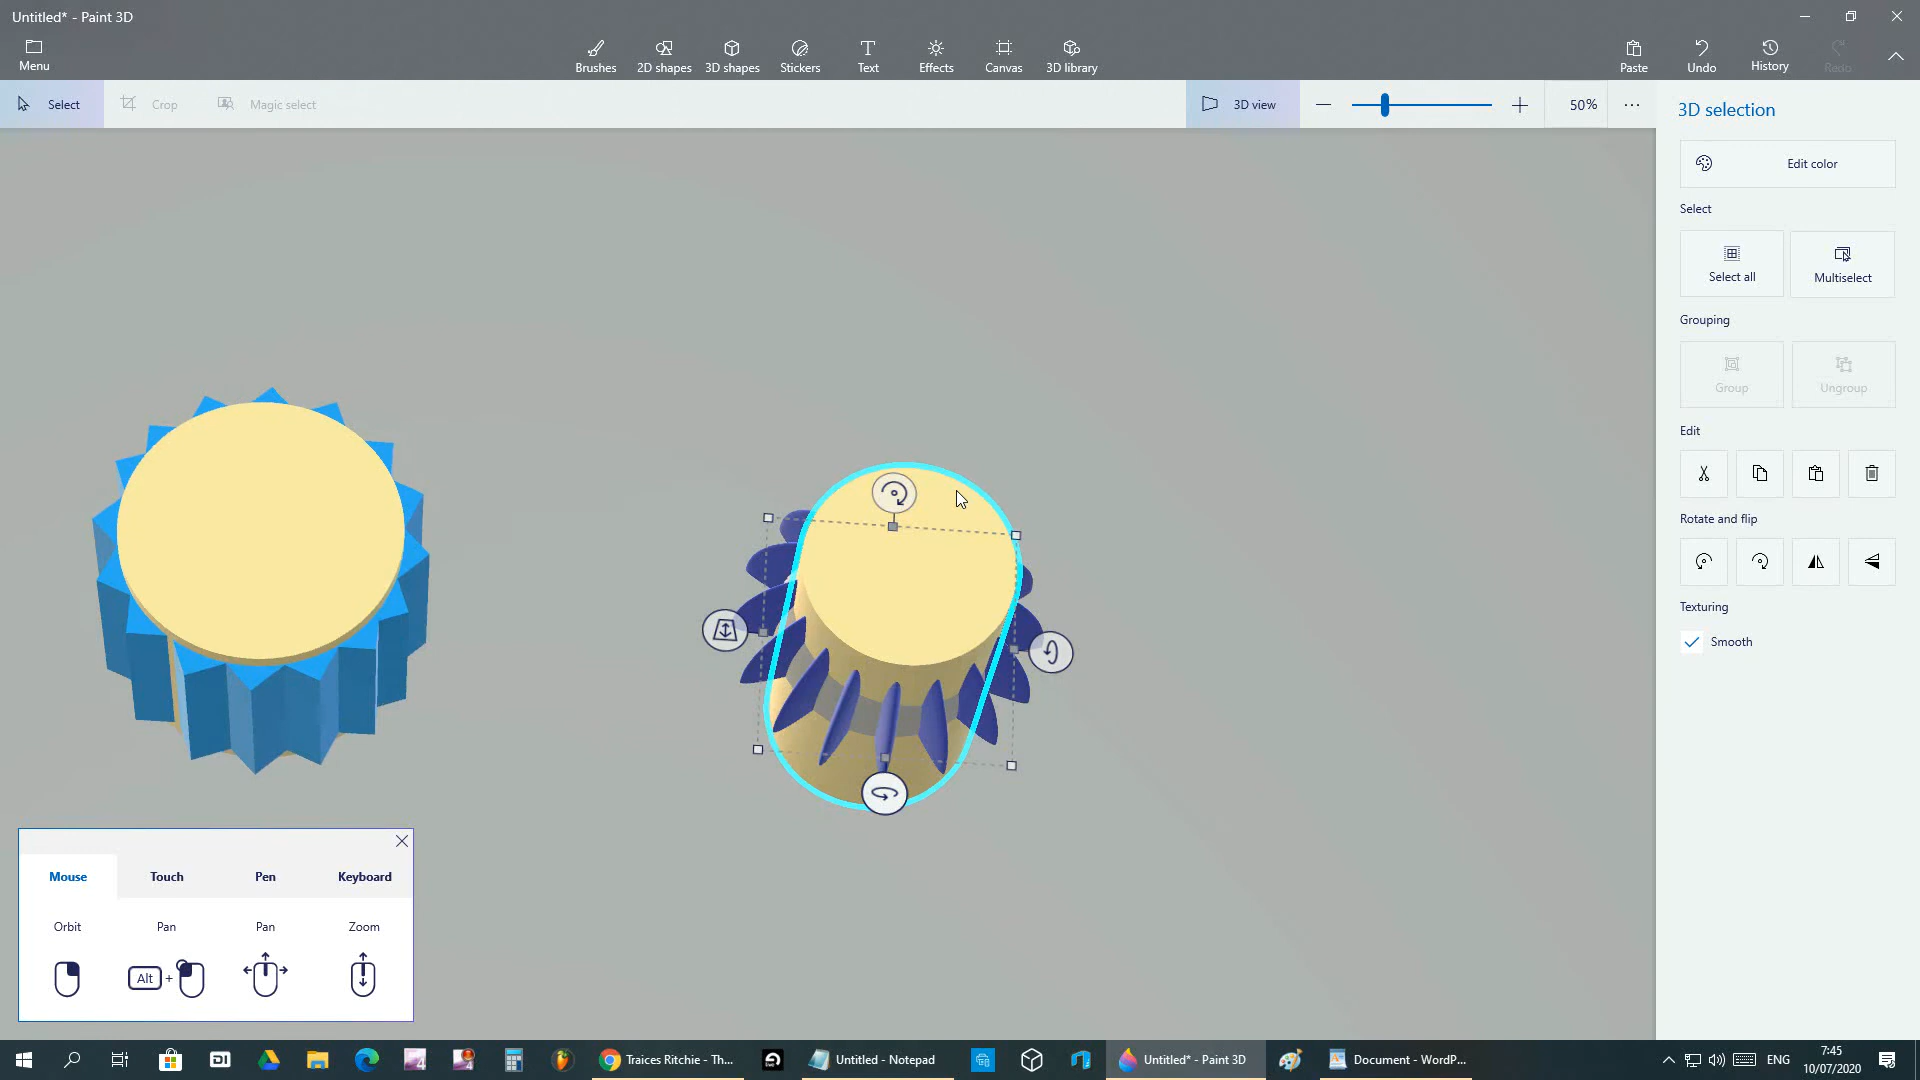 Untitled* - Paint 3D
Menu
Brushes
2D shapes
3D shapes
Stickers
Text
Effects
Canvas
3D library
Paste
Undo
History
Redo
Select
Crop
Magic select
3D view
50%
3D selection
Edit color
Select
Select all
Multiselect
Grouping
Group
Ungroup
Edit
Rotate and flip
Texturing
Smooth
Mouse
Touch
Pen
Keyboard
Orbit
Pan
Pan
Zoom
Alt
+
DI
Traices Ritchie - Th...
Untitled - Notepad
Untitled* - Paint 3D
Document - WordP...
ENG
7:45
10/07/2020